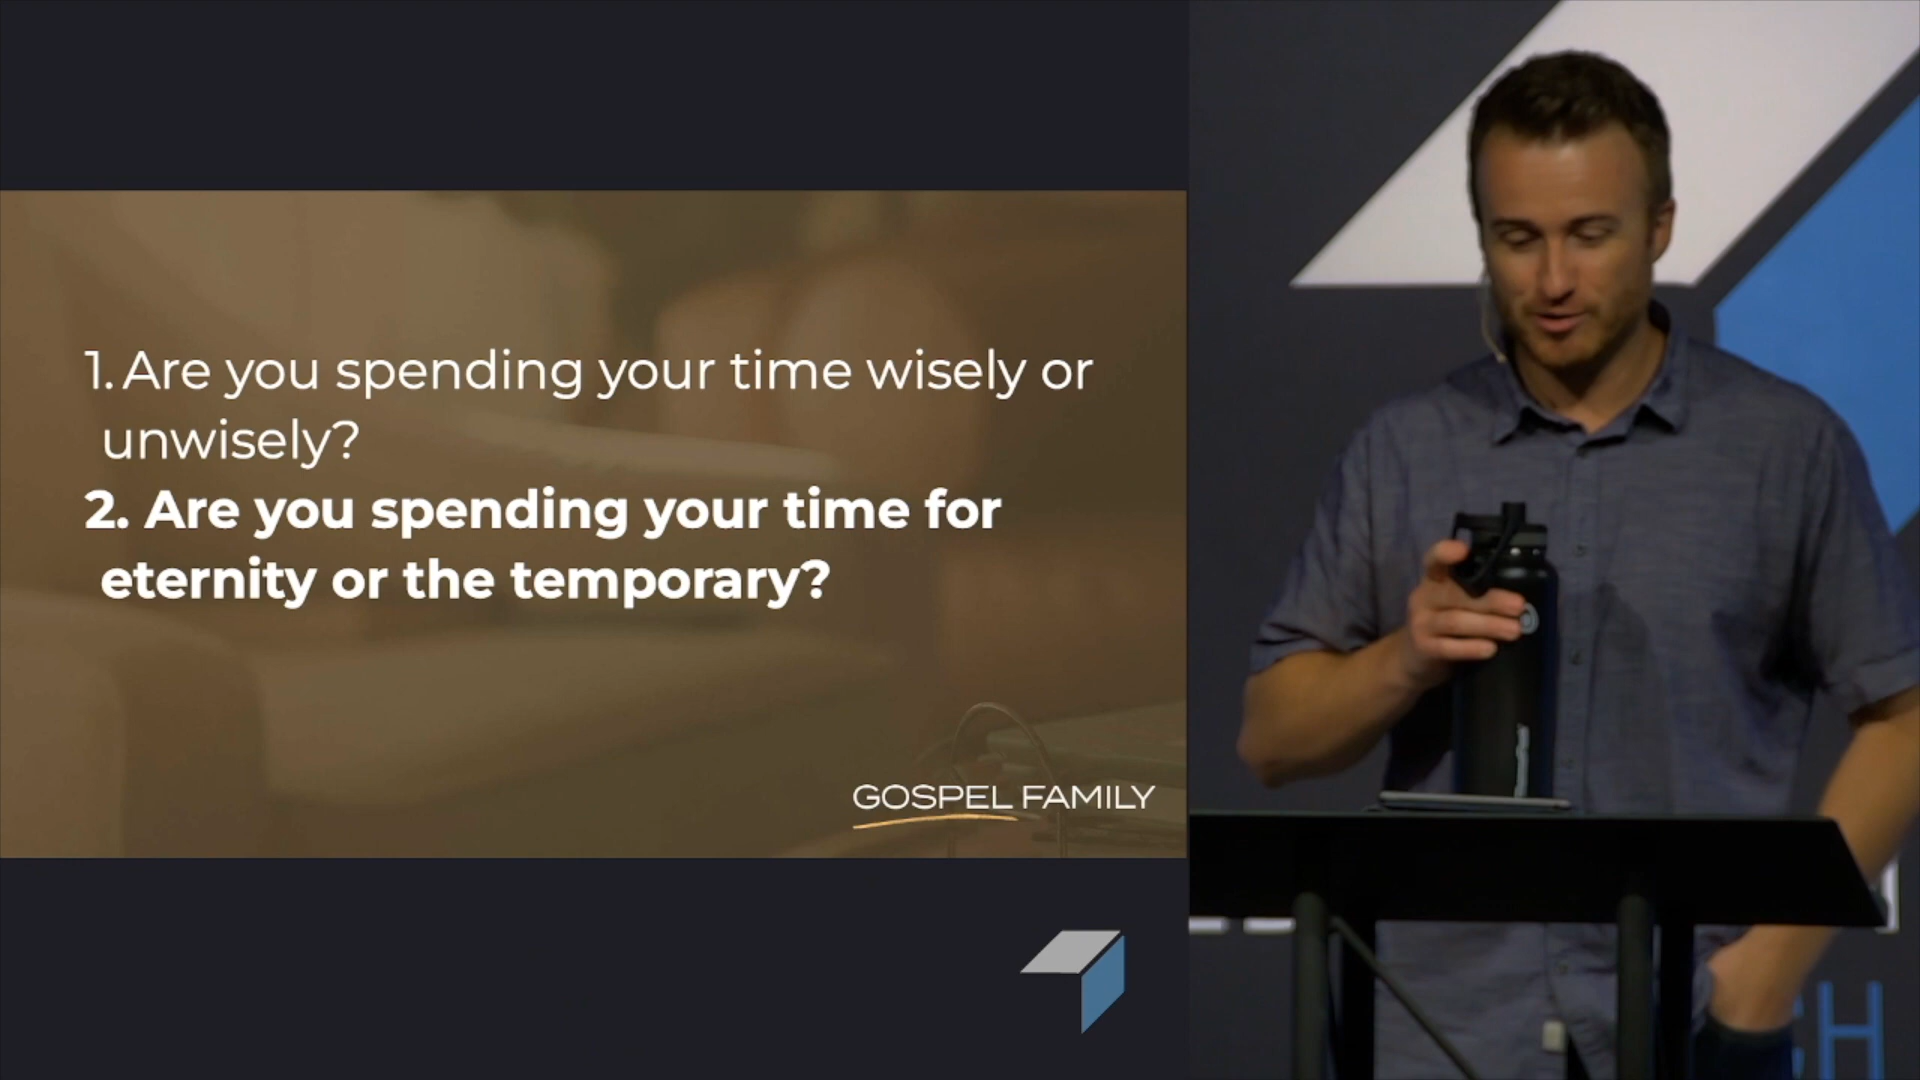 1. Are you spending your time wisely or
unwisely?
2. Are you spending your time for
eternity or the temporary?
GOSPEL FAMILY